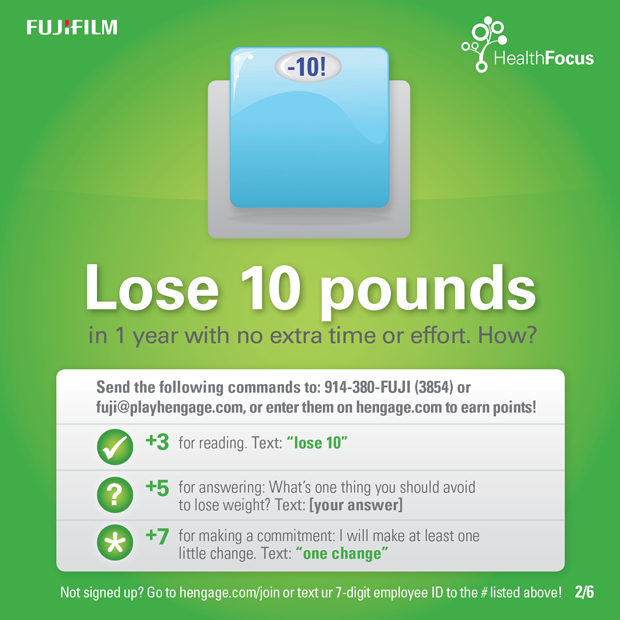 FUJIFILM
HealthFocus
-10!
Lose 10 pounds
in 1 year with no extra time or effort. How?
Send the following commands to: 914-380-FUJI (3854) or
fuji@playhengage.com, or enter them on hengage.com to earn points!
+3 for reading. Text: “lose 10”
? +5 for answering: What’s one thing you should avoid
to lose weight? Text: [your answer]
* +7 for making a commitment: I will make at least one
little change. Text: “one change”
Not signed up? Go to hengage.com/join or text ur 7-digit employee ID to the # listed above! 2/6